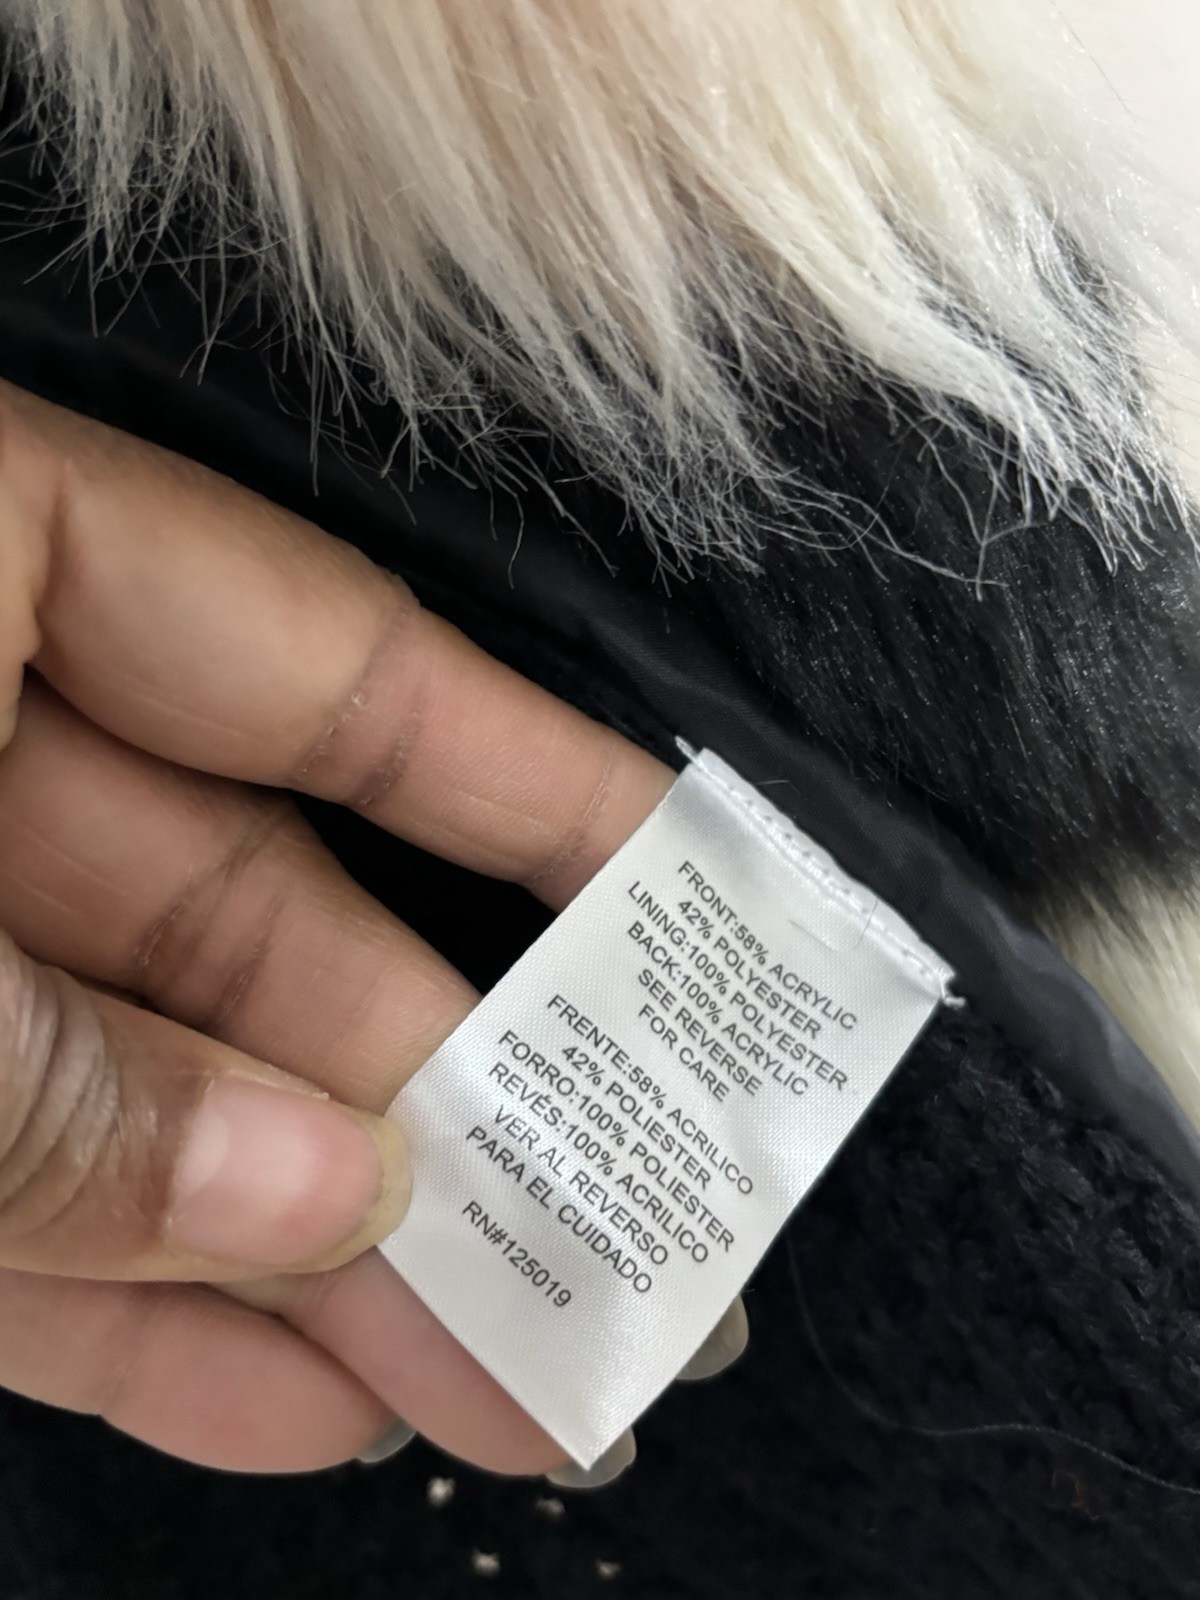 FRONT:58% ACRYLIC
42% POLYESTER
LINING:100% POLYESTER
BACK:100% ACRYLIC
SEE REVERSE
FOR CARE
FRENTE:58% ACRILICO
42% POLIESTER
FORRO:100% POLIESTER
REVÉS:100% ACRILICO
VER AL REVERSO
PARA EL CUIDADO
RN#125019